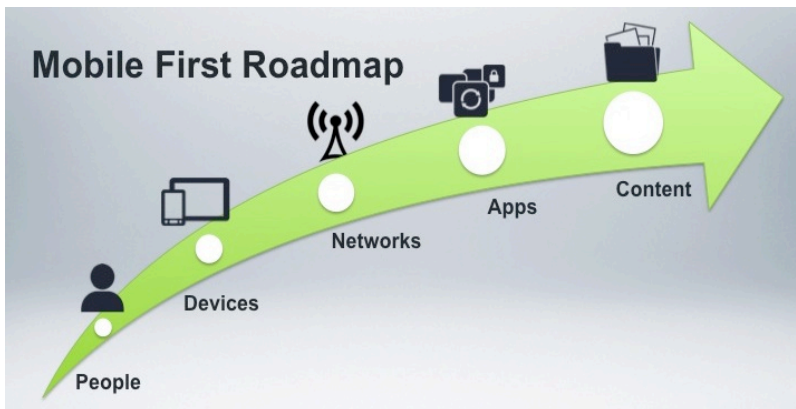 Mobile First Roadmap
People
Devices
Networks
Apps
Content